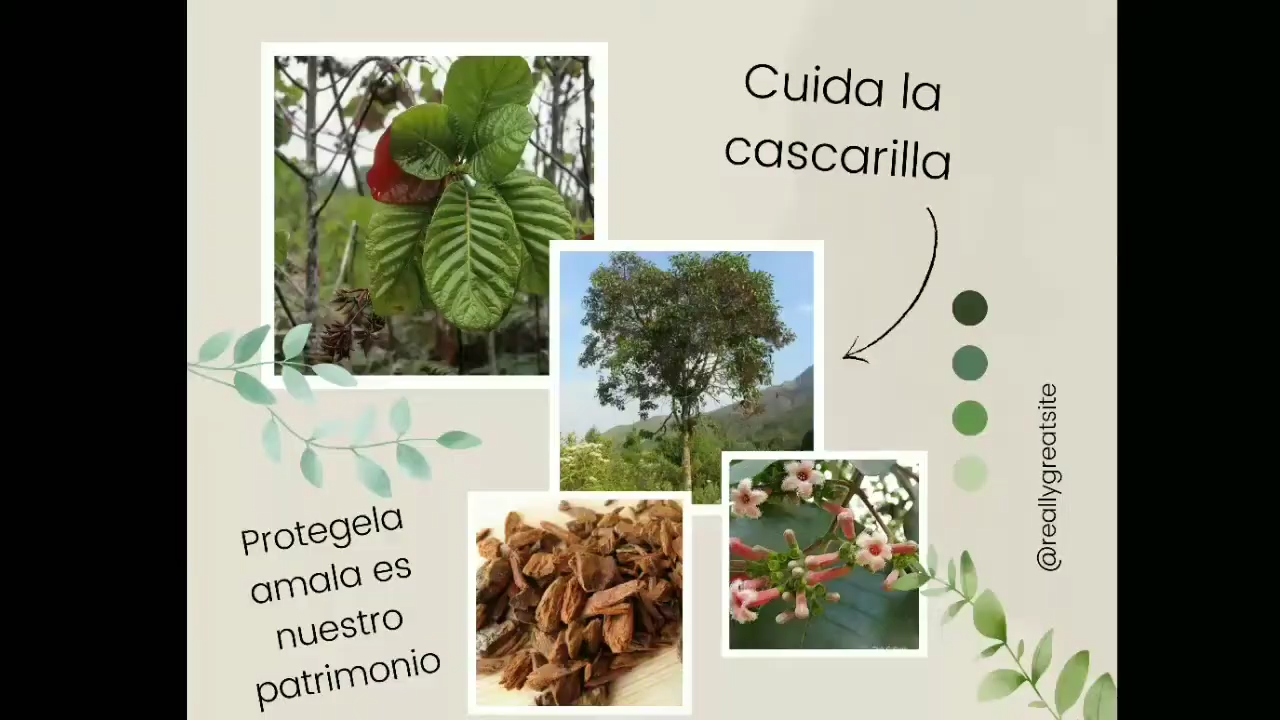 Cuida la
cascarilla
@reallygreatsite
Protegela
amala es
nuestro
patrimonio